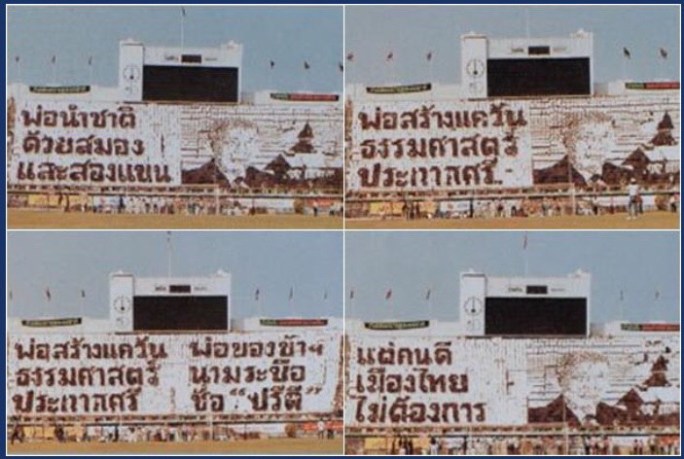 พ่อนำชาติ
ด้วยสมอง
และสองแขน
พ่อสร้างแคว้น
ธรรมศาสตร์
ประกาศศรี
พ่อสร้างแคว้น
ธรรมศาสตร์
ประกาศศรี
พ่อของข้าฯ
นามระบือ
ชื่อ “ปรีดี”
แต่คนดี
เมืองไทย
ไม่ต้องการ